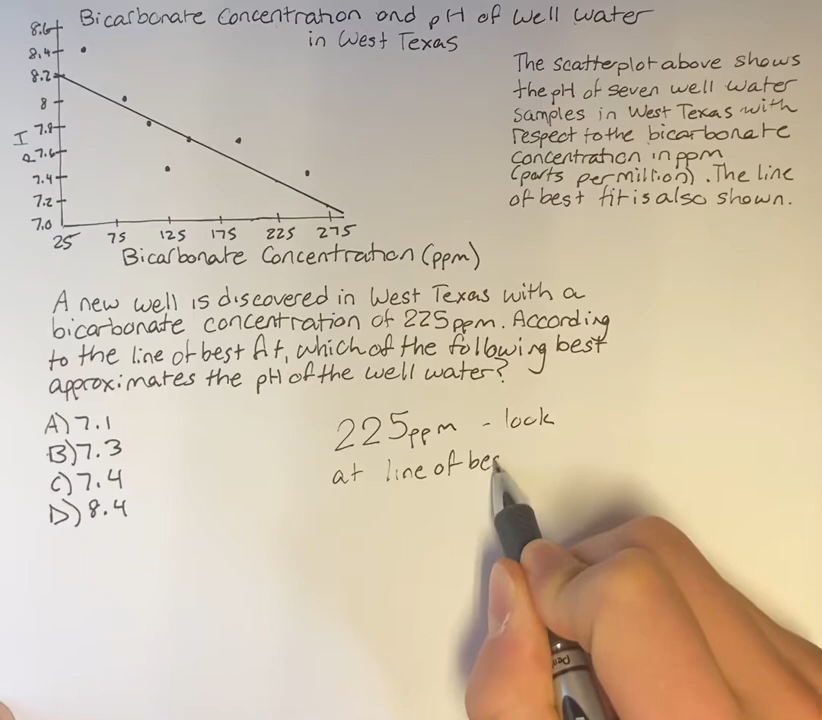 Bicarbonate Concentration and pH of Well Water
in West Texas
8.6
8.4
8.2
8
7.8
7.6
7.4
7.2
7.0
pH
25 75 125 175 225 275
Bicarbonate Concentration (ppm)
The scatterplot above shows
the pH of seven well water
samples in West Texas with
respect to the bicarbonate
concentration in ppm
(parts per million). The line
of best fit is also shown.
A new well is discovered in West Texas with a
bicarbonate concentration of 225 ppm. According
to the line of best fit, which of the following best
approximates the pH of the well water?
A) 7.1
B) 7.3
C) 7.4
D) 8.4
225 ppm - look
at line of bes